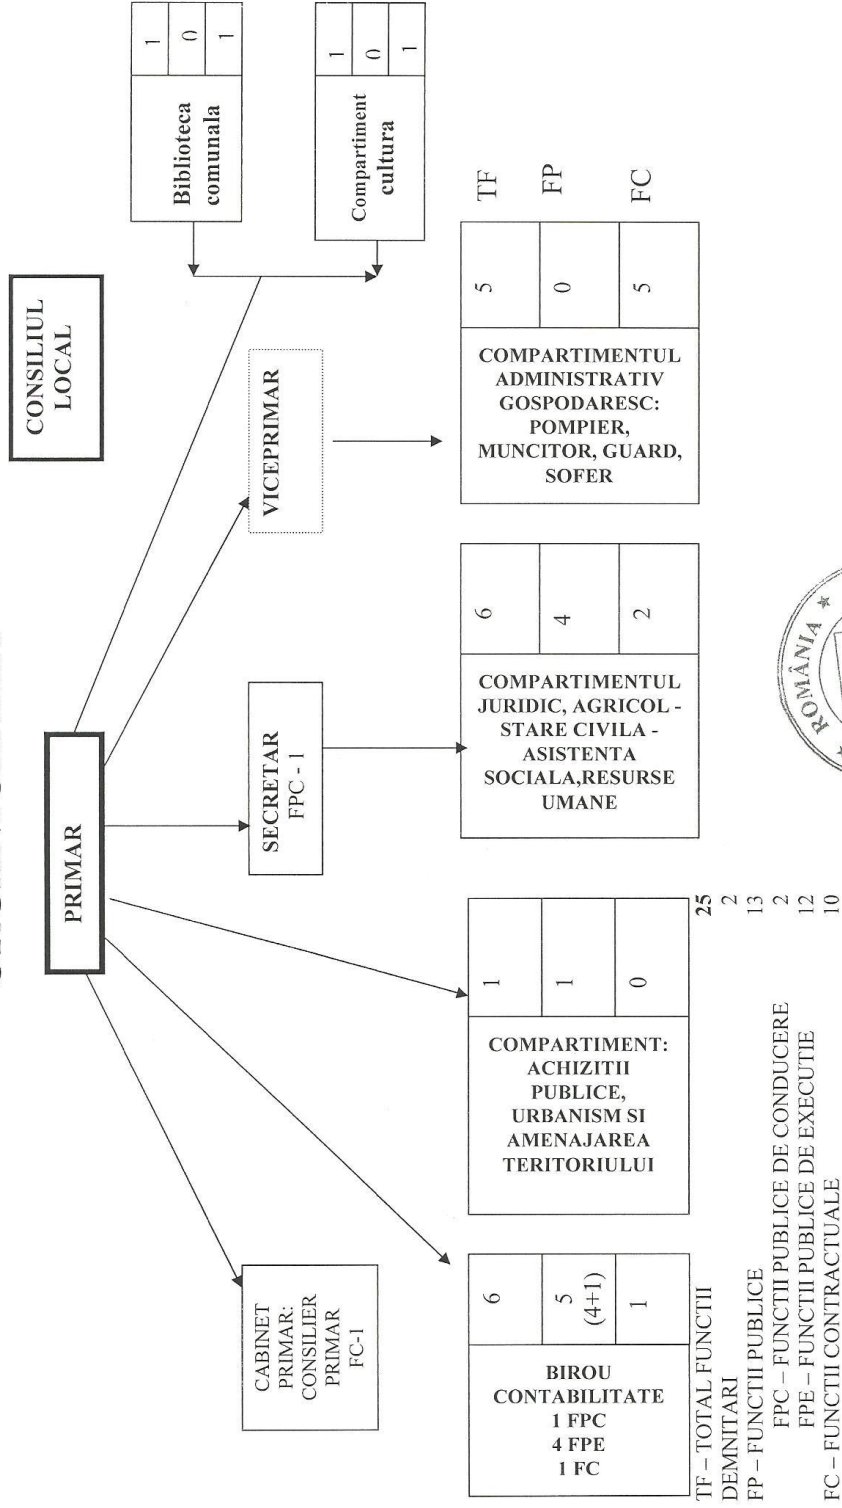 CONSILIUL
LOCAL
PRIMAR
CABINET
PRIMAR:
CONSILIER
PRIMAR
FC-1
SECRETAR
FPC - 1
VICEPRIMAR
Biblioteca
comunala
1
0
1
Compartiment
cultura
1
0
1
BIROU
CONTABILITATE
1 FPC
4 FPE
1 FC
6
5
(4+1)
1
COMPARTIMENT:
ACHIZITII
PUBLICE,
URBANISM SI
AMENAJAREA
TERITORIULUI
1
1
0
COMPARTIMENTUL
JURIDIC, AGRICOL -
STARE CIVILA -
ASISTENTA
SOCIALA,RESURSE
UMANE
6
4
2
COMPARTIMENTUL
ADMINISTRATIV
GOSPODARESC:
POMPIER,
MUNCITOR, GUARD,
SOFER
5
0
5
TF
FP
FC
TF – TOTAL FUNCTII 25
DEMNITARI 2
FP – FUNCTII PUBLICE 13
FPC – FUNCTII PUBLICE DE CONDUCERE 2
FPE – FUNCTII PUBLICE DE EXECUTIE 12
FC – FUNCTII CONTRACTUALE 10
* ROMÂNIA *